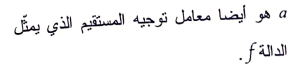 a هو أيضا معامل توجيه المستقيم الذي يمثّل
الدالة f.